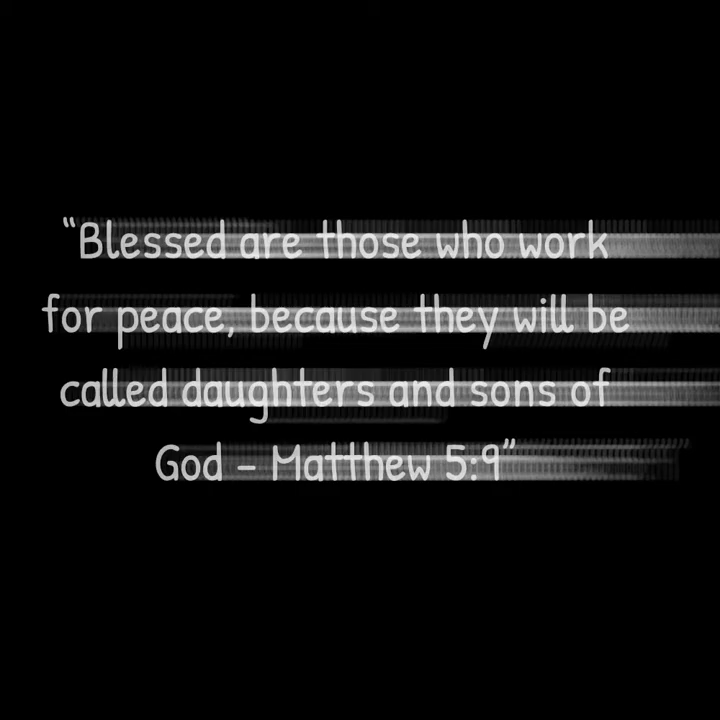 “Blessed are those who work
for peace, because they will be
called daughters and sons of
God – Matthew 5:9”